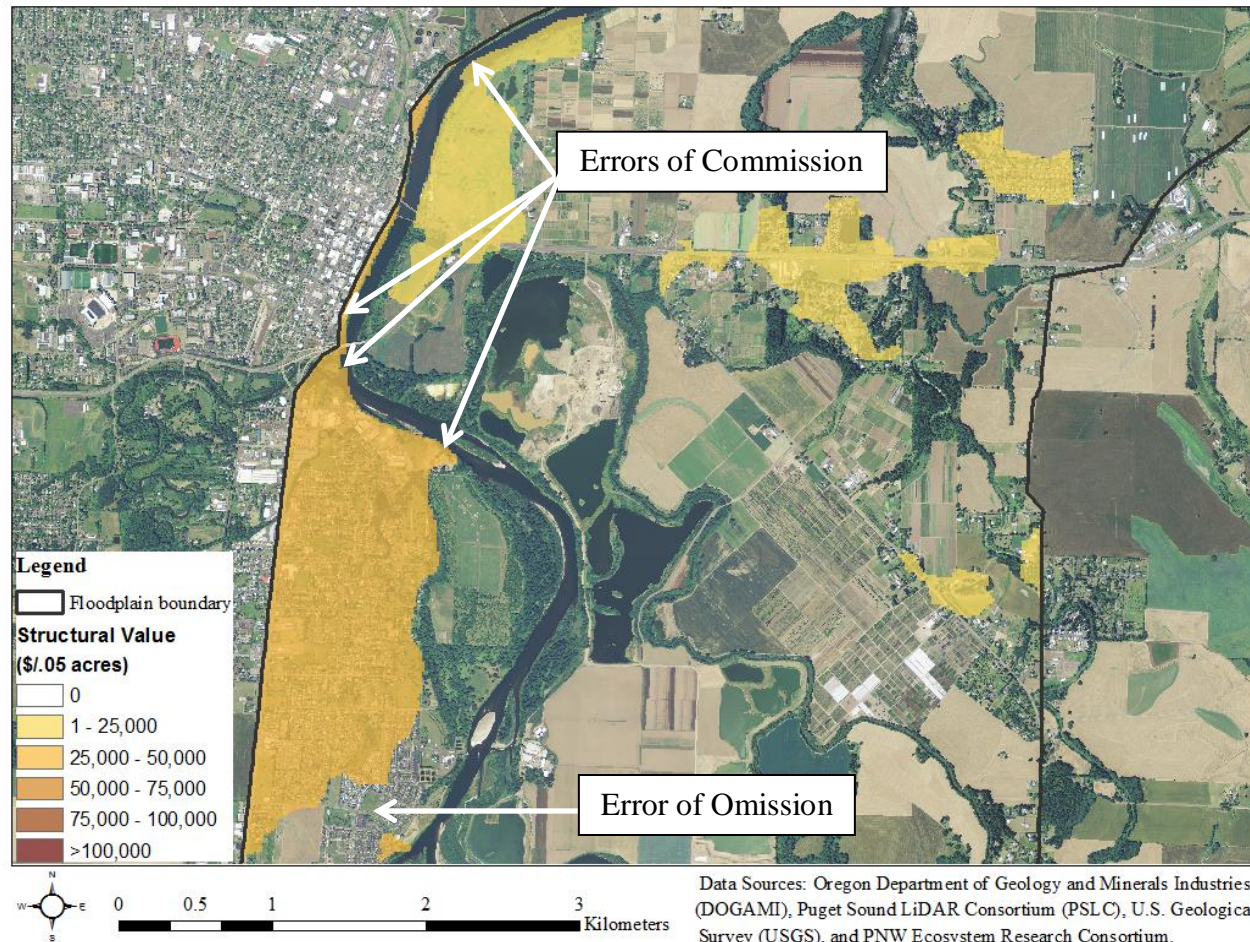 Errors of Commission
Error of Omission
Legend
Floodplain boundary
Structural Value
($/.05 acres)
0
1 - 25,000
25,000 - 50,000
50,000 - 75,000
75,000 - 100,000
>100,000
N
W E
S
0 0.5 1 2 3
Kilometers
Data Sources: Oregon Department of Geology and Minerals Industries
(DOGAMI), Puget Sound LiDAR Consortium (PSLC), U.S. Geologica
Survey (USGS), and PNW Ecosystem Research Consortium.